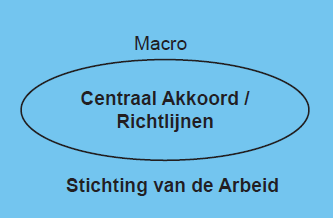 Macro
Centraal Akkoord /
Richtlijnen
Stichting van de Arbeid